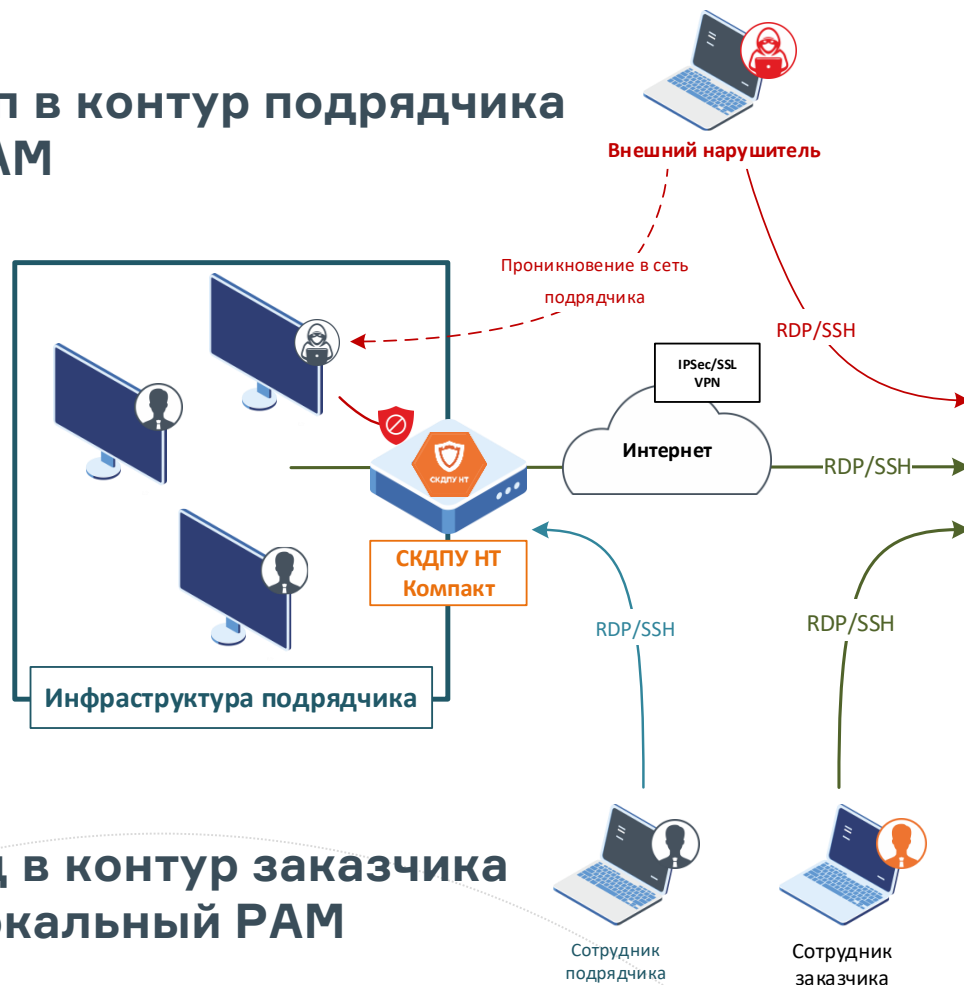 п в контур подрядчика
АМ
Внешний нарушитель
Проникновение в сеть
подрядчика
RDP/SSH
IPSec/SSL
VPN
Интернет
RDP/SSH
СКДПУ НТ
СКДПУ НТ
Компакт
RDP/SSH
RDP/SSH
Инфраструктура подрядчика
д в контур заказчика
окальный PAM
Сотрудник
подрядчика
Сотрудник
заказчика